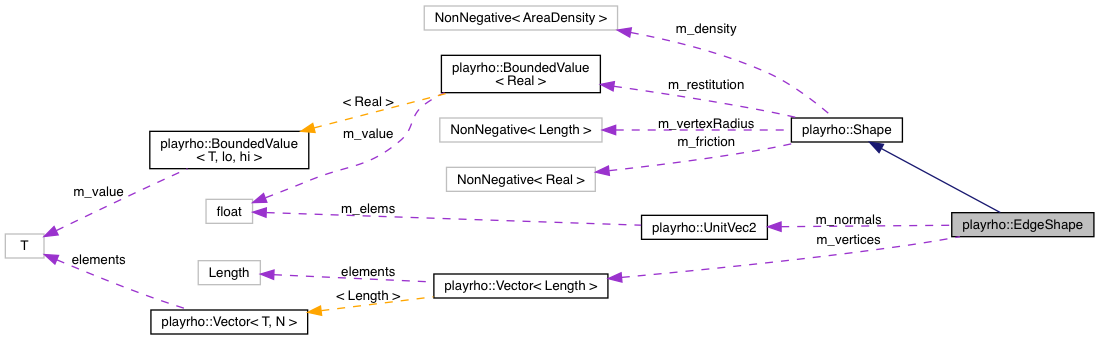 NonNegative< AreaDensity >
m_density
playrho::BoundedValue
< Real >
m_restitution
< Real >
m_value
NonNegative< Length >
m_vertexRadius
playrho::Shape
m_friction
playrho::BoundedValue
< T, lo, hi >
NonNegative< Real >
m_value
float
m_elems
playrho::UnitVec2
m_normals
playrho::EdgeShape
m_vertices
T
elements
Length
elements
playrho::Vector< Length >
< Length >
playrho::Vector< T, N >